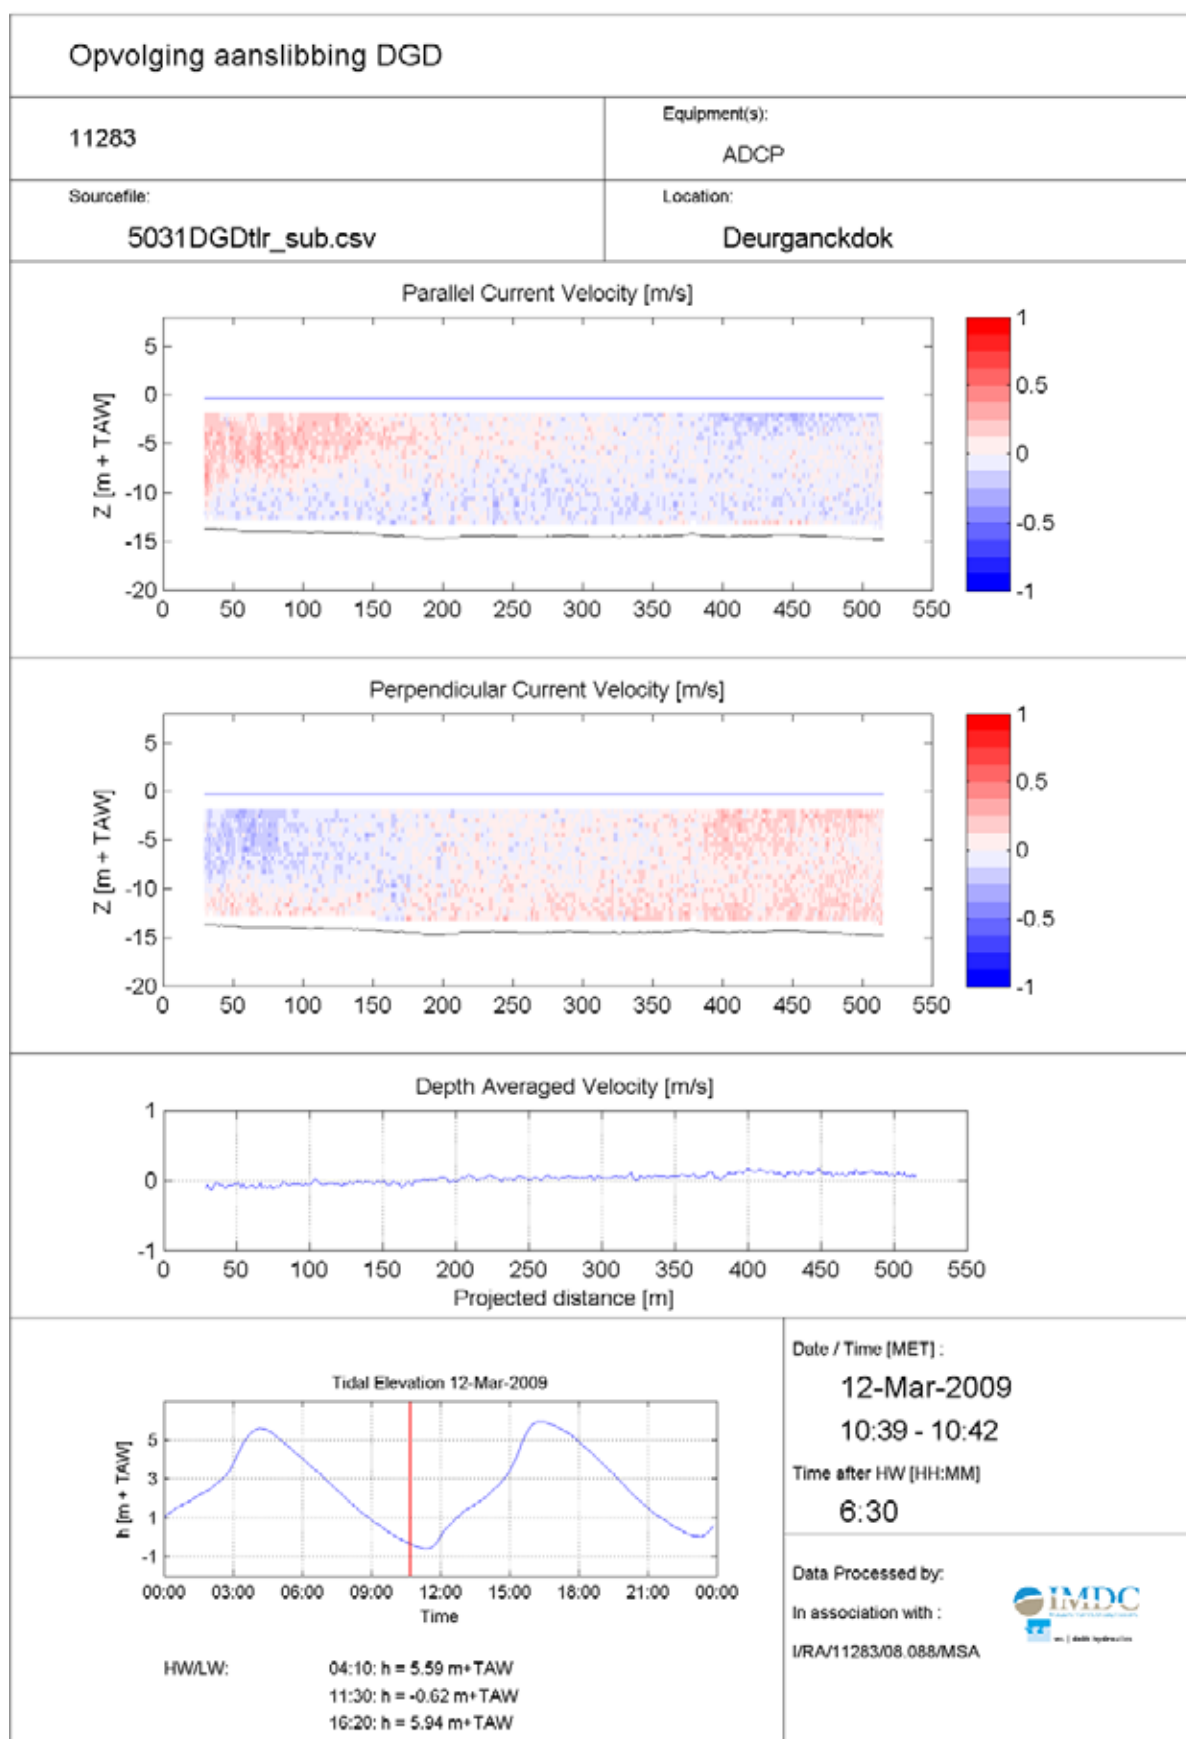 Opvolging aanslibbing DGD
11283
Equipment(s):
ADCP
Sourcefile:
5031DGDtlr_sub.csv
Location:
Deurganckdok
Parallel Current Velocity [m/s]
5
0
-5
-10
-15
-20
Z [m + TAW]
0 50 100 150 200 250 300 350 400 450 500 550
1
0.5
0
-0.5
-1
Perpendicular Current Velocity [m/s]
5
0
-5
-10
-15
-20
Z [m + TAW]
0 50 100 150 200 250 300 350 400 450 500 550
1
0.5
0
-0.5
-1
Depth Averaged Velocity [m/s]
1
0
-1
0 50 100 150 200 250 300 350 400 450 500 550
Projected distance [m]
Tidal Elevation 12-Mar-2009
5
3
1
-1
h [m + TAW]
00:00 03:00 06:00 09:00 12:00 15:00 18:00 21:00 00:00
Time
HW/LW:
04:10: h = 5.59 m+TAW
11:30: h = -0.62 m+TAW
16:20: h = 5.94 m+TAW
Date / Time [MET] :
12-Mar-2009
10:39 - 10:42
Time after HW [HH:MM]
6:30
Data Processed by:
In association with :
I/RA/11283/08.088/MSA
IMDC